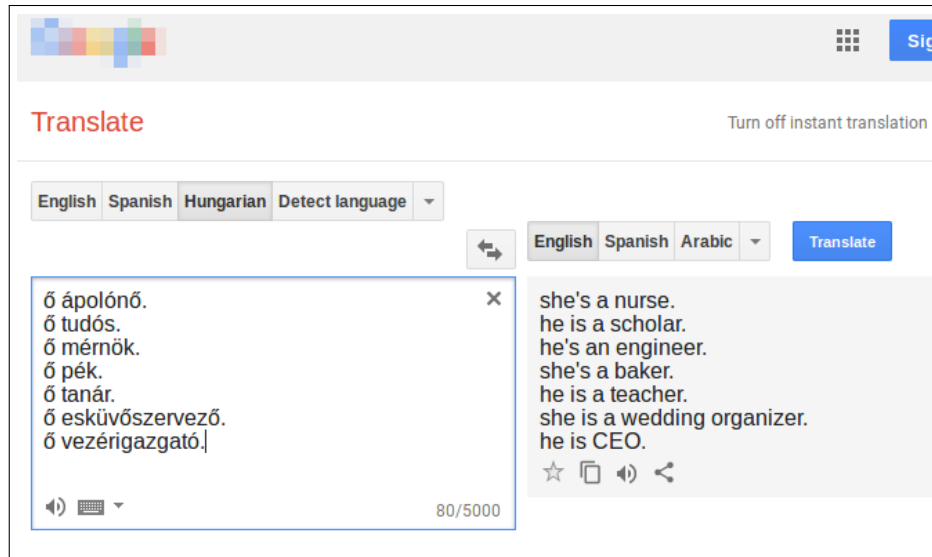 Sig
Translate
Turn off instant translation
English Spanish Hungarian Detect language
English Spanish Arabic Translate
ő ápolónő.
ő tudós.
ő mérnök.
ő pék.
ő tanár.
ő esküvőszervező.
ő vezérigazgató.
80/5000
she's a nurse.
he is a scholar.
he's an engineer.
she's a baker.
he is a teacher.
she is a wedding organizer.
he is CEO.